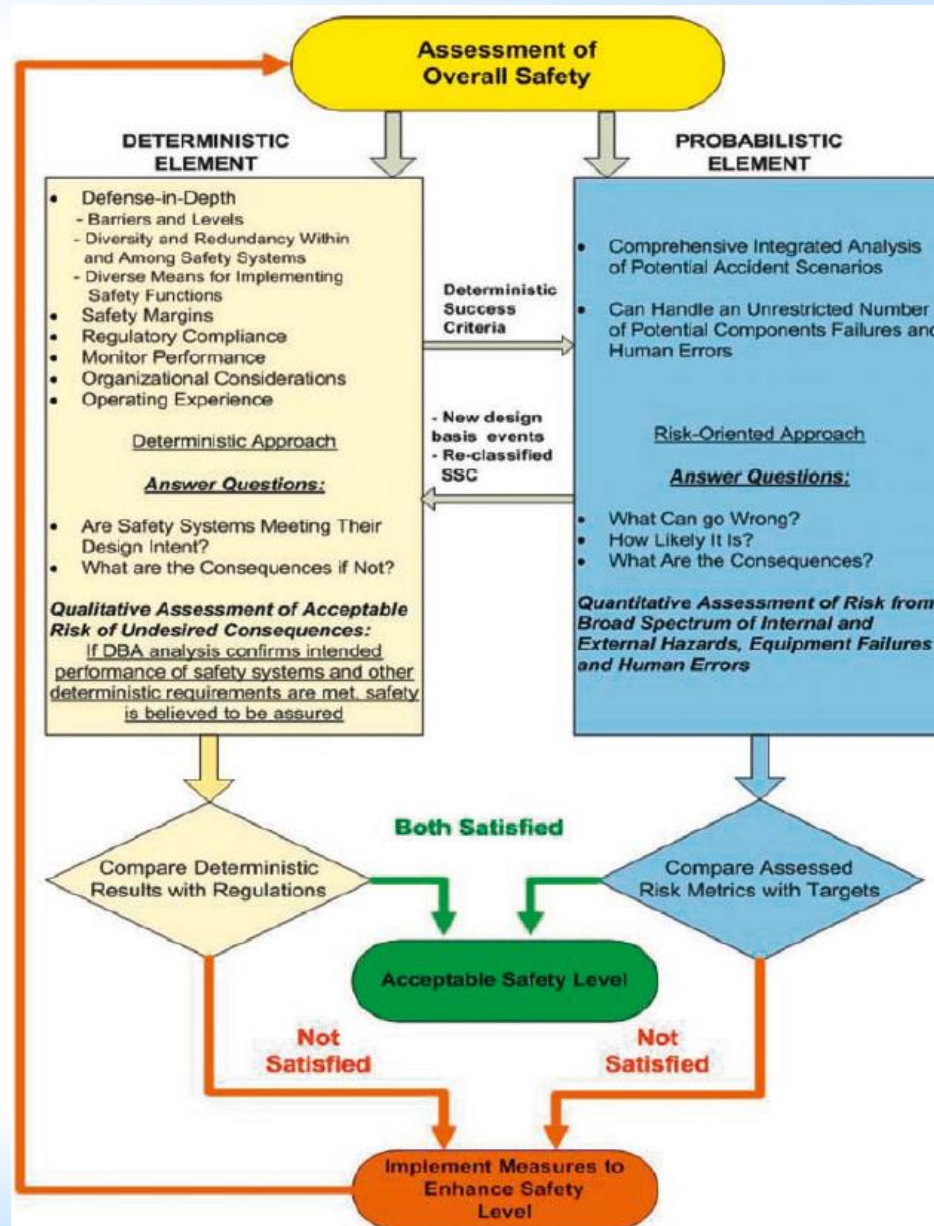 Assessment of
Overall Safety
DETERMINISTIC
ELEMENT
• Defense-in-Depth
- Barriers and Levels
- Diversity and Redundancy Within
and Among Safety Systems
- Diverse Means for Implementing
Safety Functions
• Safety Margins
• Regulatory Compliance
• Monitor Performance
• Organizational Considerations
• Operating Experience
Deterministic Approach
Answer Questions:
• Are Safety Systems Meeting Their
Design Intent?
• What are the Consequences if Not?
Qualitative Assessment of Acceptable
Risk of Undesired Consequences:
If DBA analysis confirms intended
performance of safety systems and other
deterministic requirements are met, safety
is believed to be assured
Deterministic
Success
Criteria
- New design
basis events
- Re-classified
SSC
PROBABILISTIC
ELEMENT
• Comprehensive Integrated Analysis
of Potential Accident Scenarios
• Can Handle an Unrestricted Number
of Potential Components Failures and
Human Errors
Risk-Oriented Approach
Answer Questions:
• What Can go Wrong?
• How Likely It Is?
• What Are the Consequences?
Quantitative Assessment of Risk from
Broad Spectrum of Internal and
External Hazards, Equipment Failures
and Human Errors
Compare Deterministic
Results with Regulations
Both Satisfied
Compare Assessed
Risk Metrics with Targets
Acceptable Safety Level
Not
Satisfied
Not
Satisfied
Implement Measures to
Enhance Safety
Level